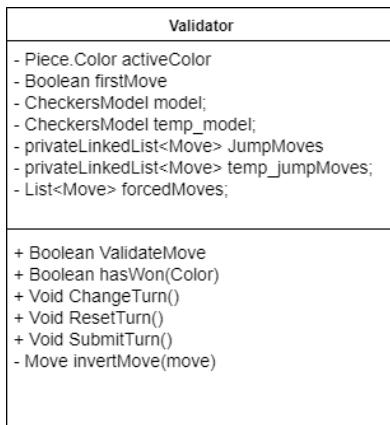 Validator
- Piece.Color activeColor
- Boolean firstMove
- CheckersModel model;
- CheckersModel temp_model;
- privateLinkedList<Move> JumpMoves
- privateLinkedList<Move> temp_jumpMoves;
- List<Move> forcedMoves;
+ Boolean ValidateMove
+ Boolean hasWon(Color)
+ Void ChangeTurn()
+ Void ResetTurn()
+ Void SubmitTurn()
- Move invertMove(move)